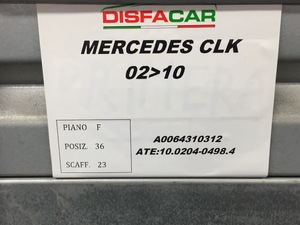 DISFACAR
MERCEDES CLK
02>10
PIANO F
POSIZ. 36
SCAFF. 23
A0064310312
ATE:10.0204-0498.4